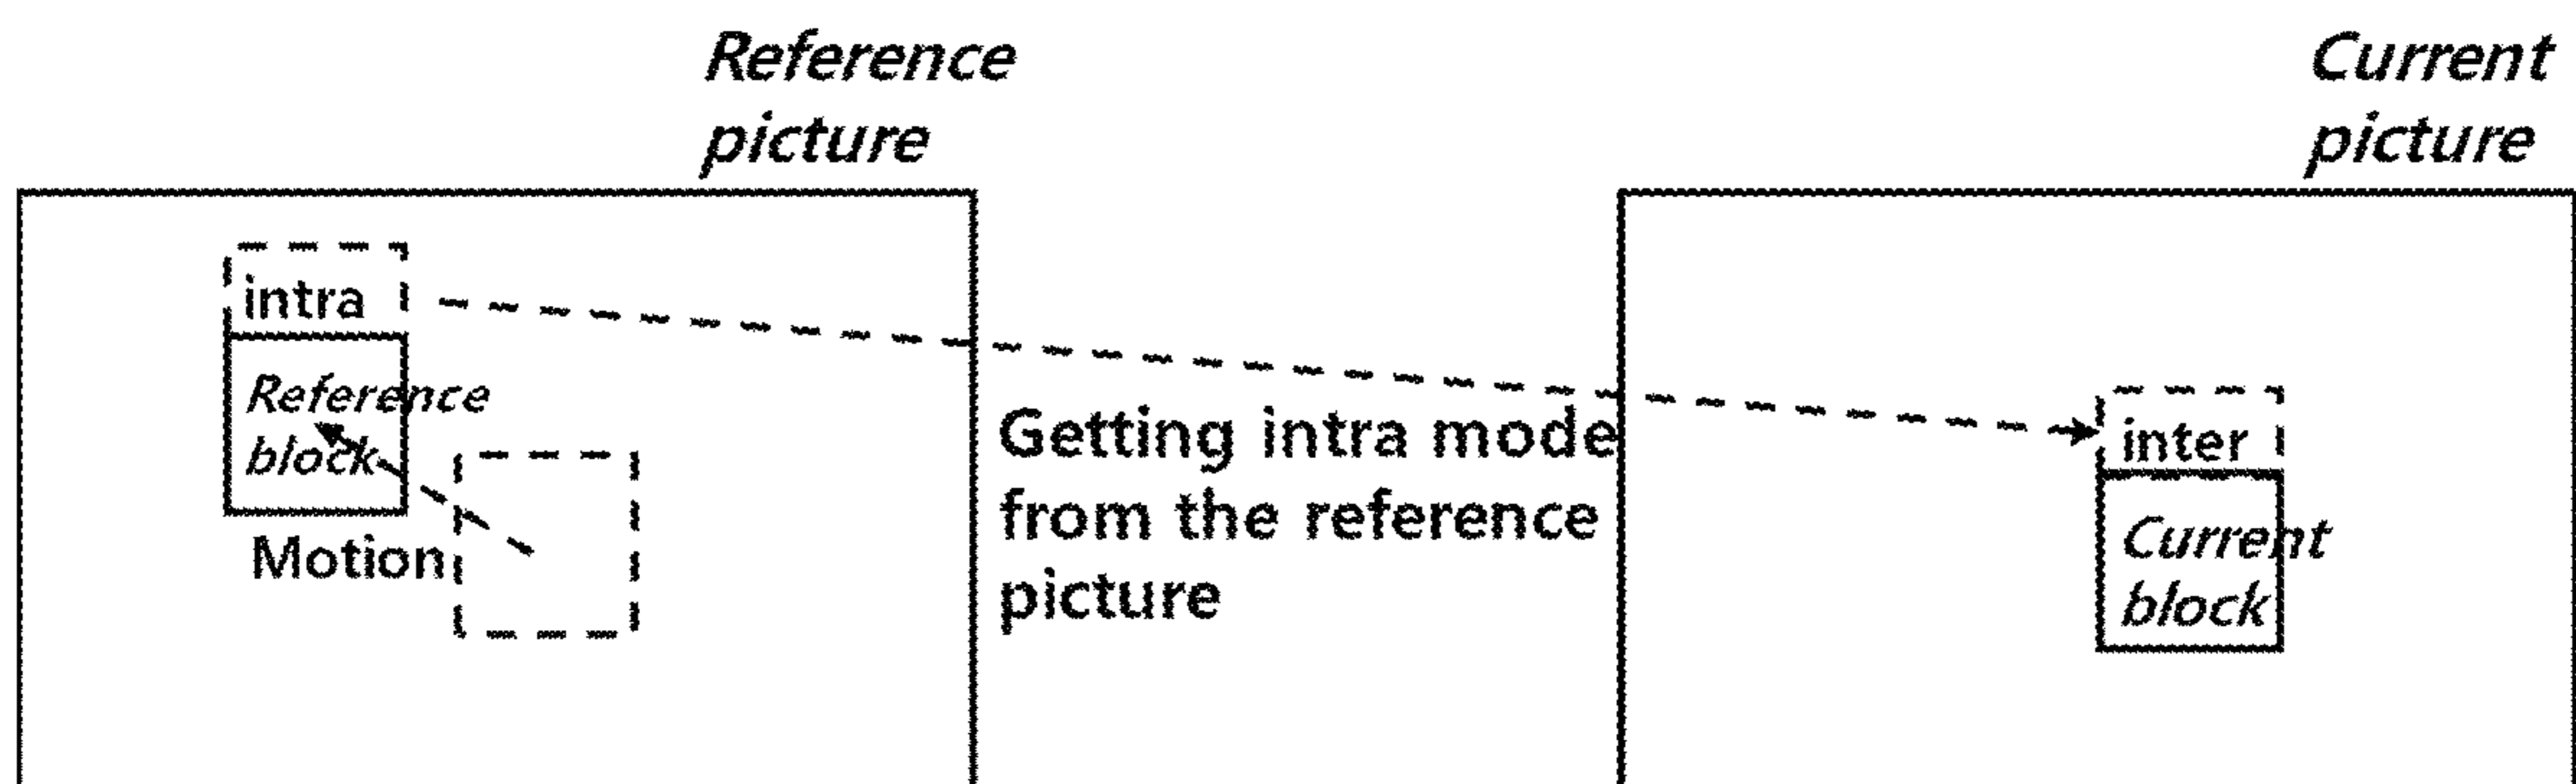 Reference
picture
Current
picture
intra
Reference
block
Motion
Getting intra mode
from the reference
picture
inter
Current
block